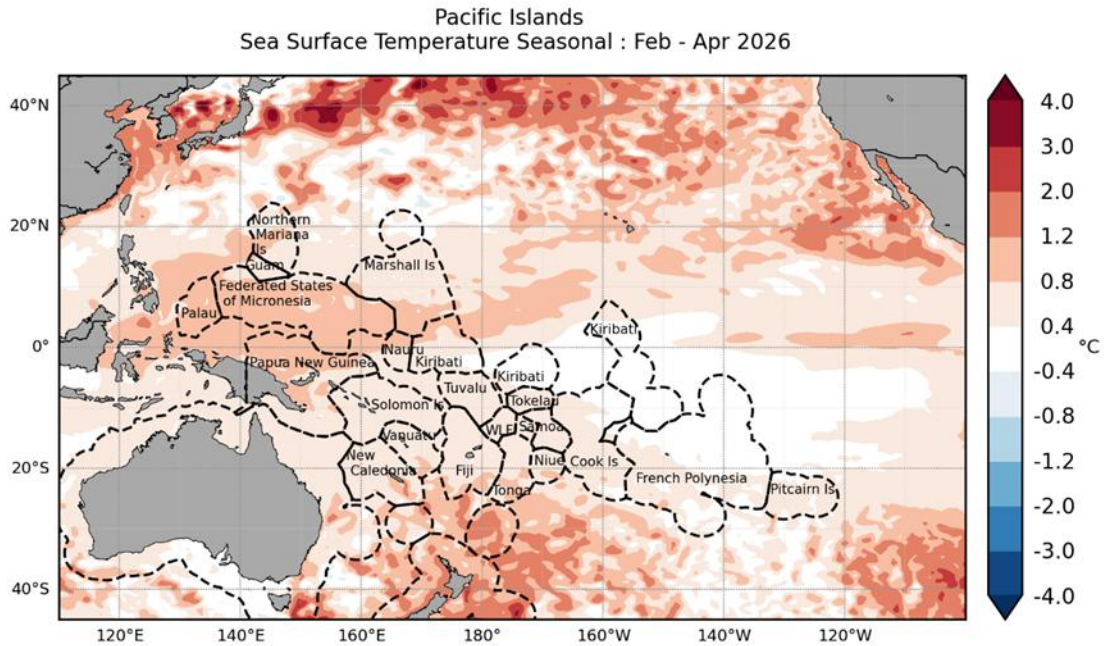 Pacific Islands
Sea Surface Temperature Seasonal : Feb - Apr 2026
40°N
20°N
0°
20°S
40°S
120°E
140°E
160°E
180°
160°W
140°W
120°W
Northern
Mariana
Is
Guam
Marshall Is
Federated States
of Micronesia
Palau
Kiribati
Nauru
Papua New Guinea
Kiribati
Kiribati
Tuvalu
Tokelau
Solomon Is
WLF
Samoa
Vanuatu
New
Caledonia
Fiji
Niue
Cook Is
Tonga
French Polynesia
Pitcairn Is
4.0
3.0
2.0
1.2
0.8
0.4
-0.4
-0.8
-1.2
-2.0
-3.0
-4.0
°C